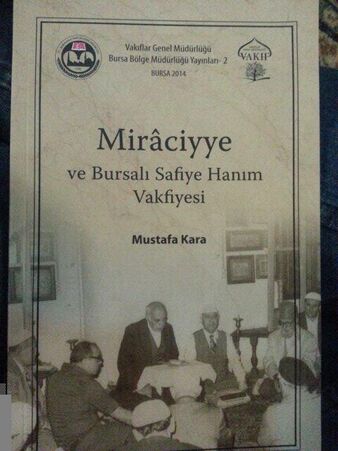 Vakıflar Genel Müdürlüğü
Bursa Bölge Müdürlüğü Yayınları- 2
BURSA 2014
VAKIF
Mirâciyye
ve Bursalı Safiye Hanım
Vakfiyesi
Mustafa Kara